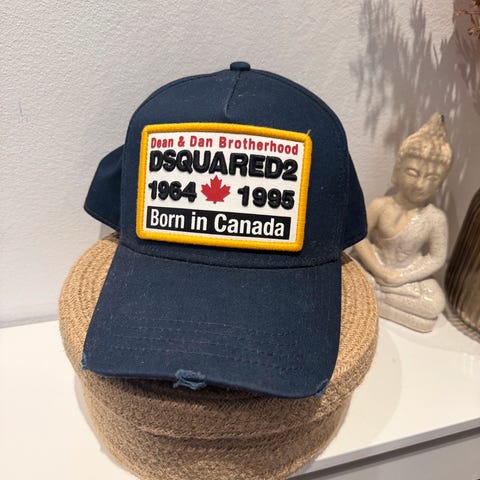 Dean & Dan Brotherhood
DSQUARED2
1964 1995
Born in Canada